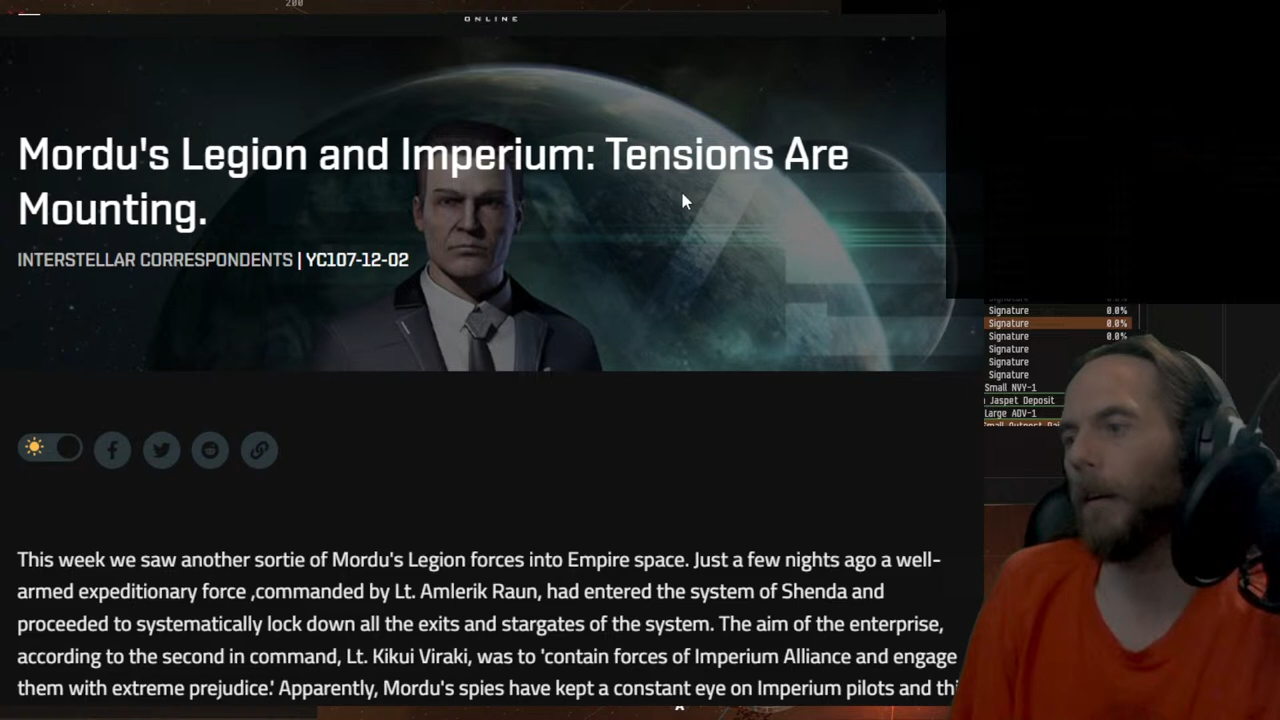 200
ONLINE
Mordu's Legion and Imperium: Tensions Are
Mounting.
INTERSTELLAR CORRESPONDENTS | YC107-12-02
Signature 0.0%
Signature 0.0%
Signature 0.0%
Signature
Signature
Signature
Small NVY-1
Jaspet Deposit
Large ADV-1
This week we saw another sortie of Mordu's Legion forces into Empire space. Just a few nights ago a well-
armed expeditionary force ,commanded by Lt. Amlerik Raun, had entered the system of Shenda and
proceeded to systematically lock down all the exits and stargates of the system. The aim of the enterprise,
according to the second in command, Lt. Kikui Viraki, was to 'contain forces of Imperium Alliance and engage
them with extreme prejudice.' Apparently, Mordu's spies have kept a constant eye on Imperium pilots and thi